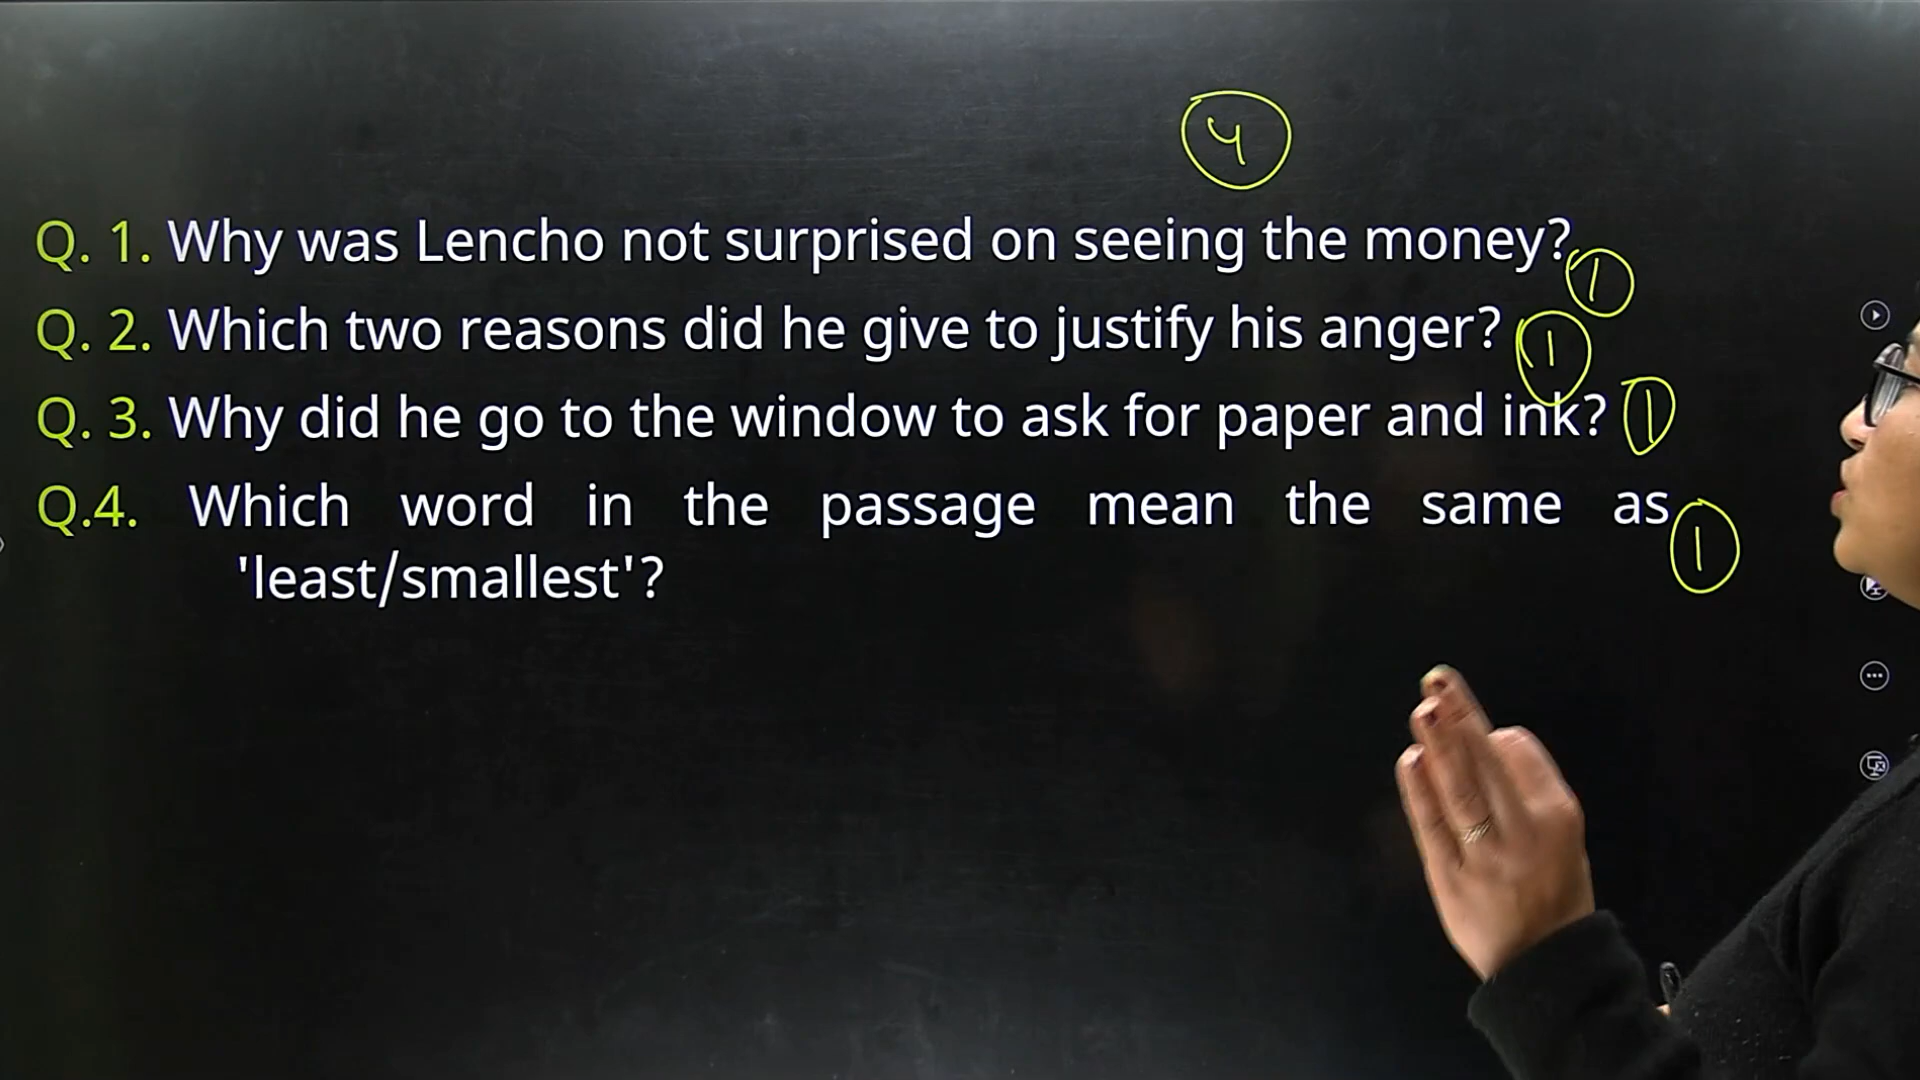 4
Q. 1. Why was Lencho not surprised on seeing the money? 1
Q. 2. Which two reasons did he give to justify his anger? 1
Q. 3. Why did he go to the window to ask for paper and ink? 1
Q.4. Which word in the passage mean the same as 1
'least/smallest'?